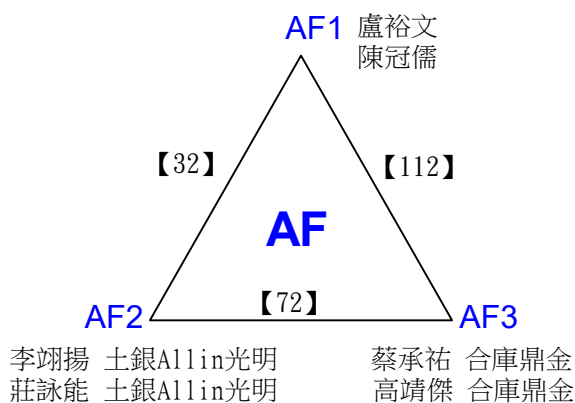 AF1 盧裕文
陳冠儒
【32】
【112】
AF
【72】
AF2
AF3
李翊揚 土銀Allin光明
蔡承祐 合庫鼎金
莊詠能 土銀Allin光明
高靖傑 合庫鼎金